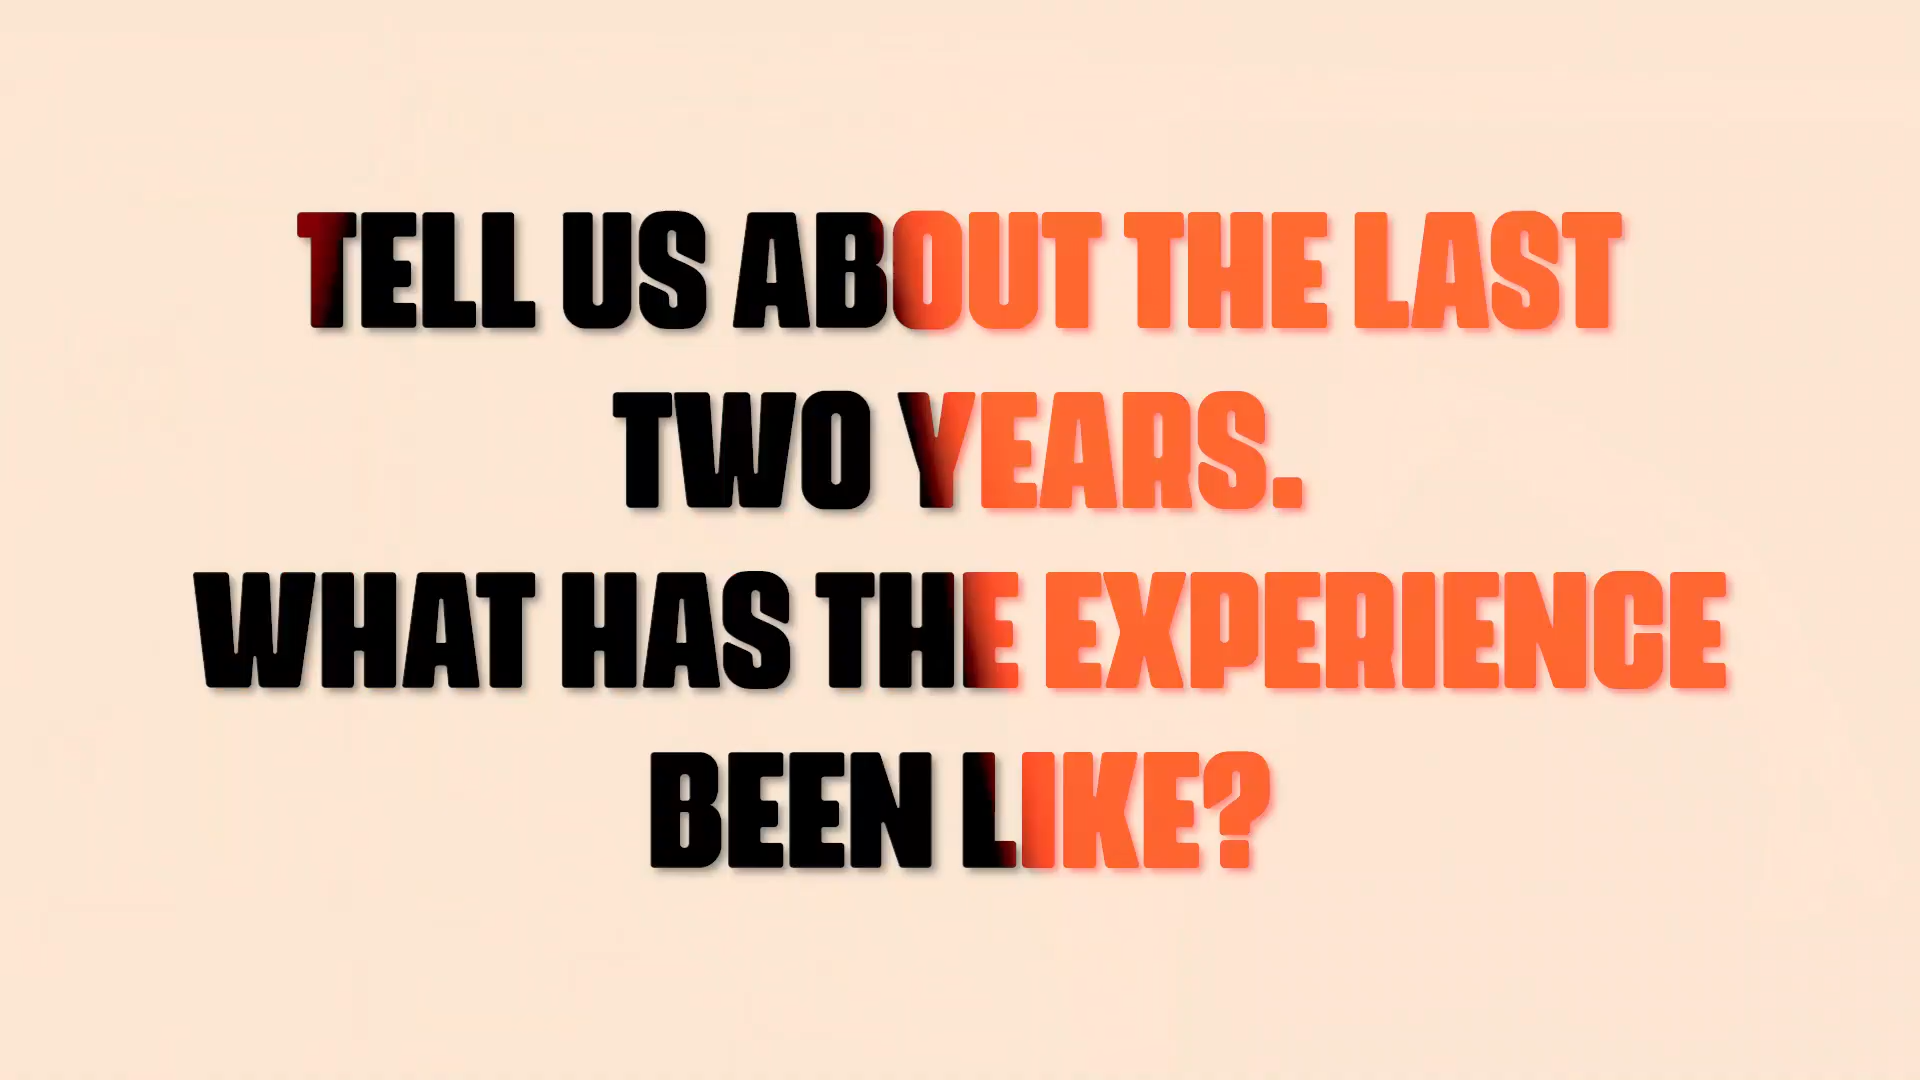 TELL US ABOUT THE LAST
TWO YEARS.
WHAT HAS THE EXPERIENCE
BEEN LIKE?